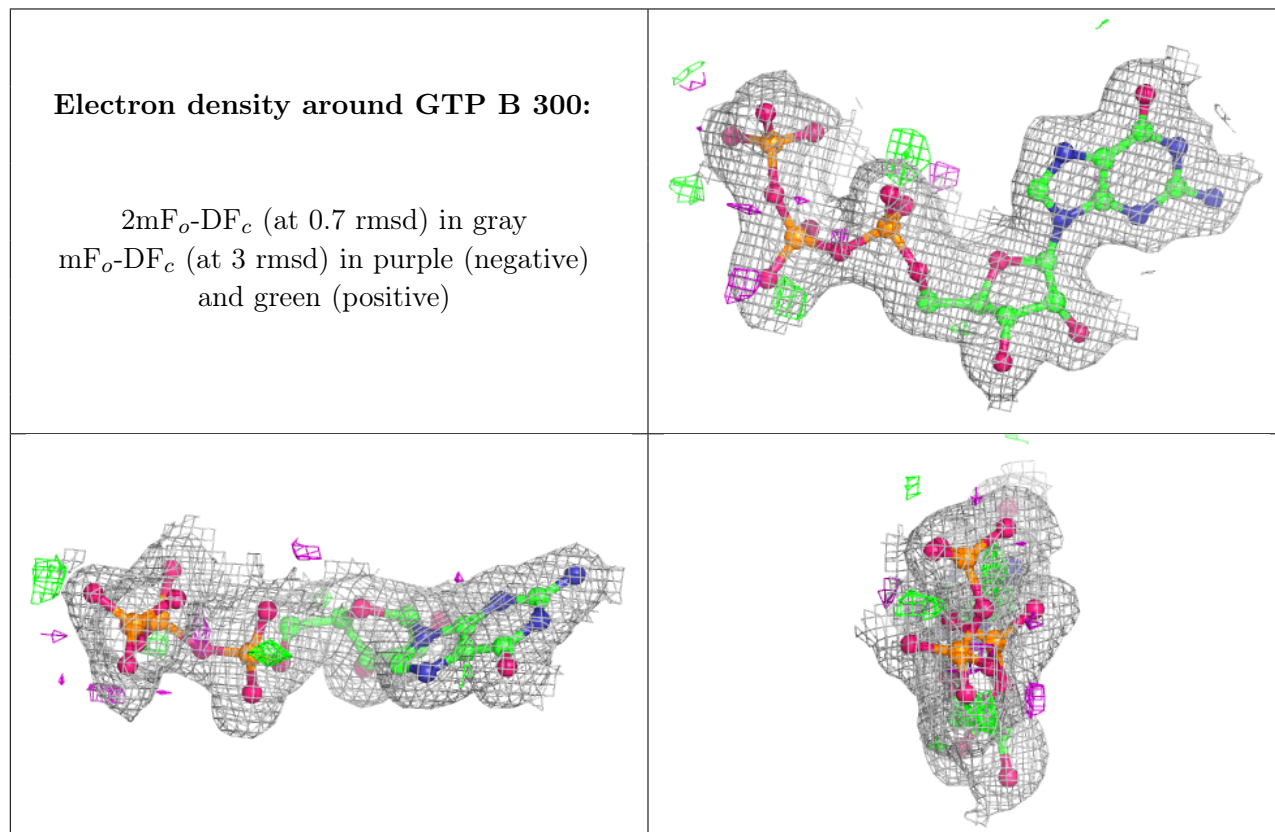 Electron density around GTP B 300:
2mFo-DFc (at 0.7 rmsd) in gray
mFo-DFc (at 3 rmsd) in purple (negative)
and green (positive)